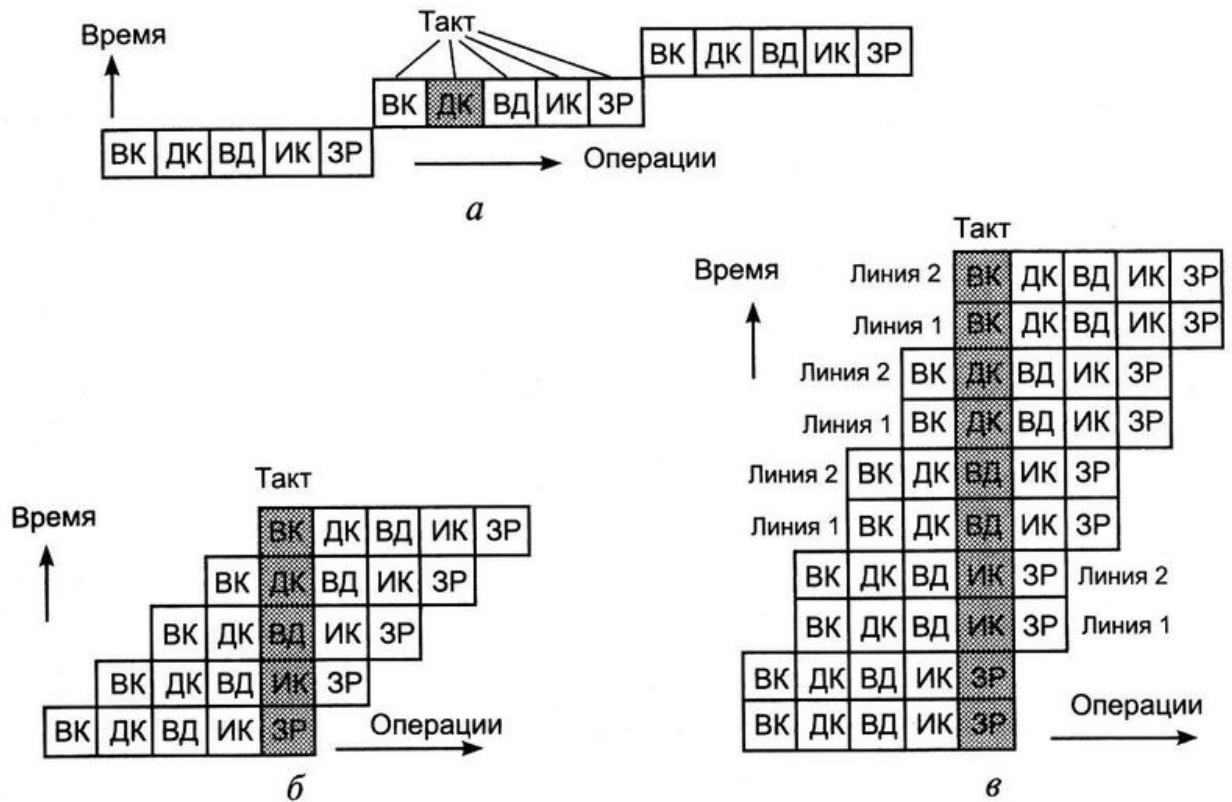 Такт
Время
ВК ДК ВД ИК ЗР
ВК ДК ВД ИК ЗР
ВК ДК ВД ИК ЗР
Операции
а
Такт
Время
ВК ДК ВД ИК ЗР
ВК ДК ВД ИК ЗР
ВК ДК ВД ИК ЗР
ВК ДК ВД ИК ЗР
ВК ДК ВД ИК ЗР
Операции
б
Такт
Время
Линия 2 ВК ДК ВД ИК ЗР
Линия 1 ВК ДК ВД ИК ЗР
Линия 2 ВК ДК ВД ИК ЗР
Линия 1 ВК ДК ВД ИК ЗР
Линия 2 ВК ДК ВД ИК ЗР
Линия 1 ВК ДК ВД ИК ЗР
ВК ДК ВД ИК ЗР Линия 2
ВК ДК ВД ИК ЗР Линия 1
ВК ДК ВД ИК ЗР
ВК ДК ВД ИК ЗР
Операции
в